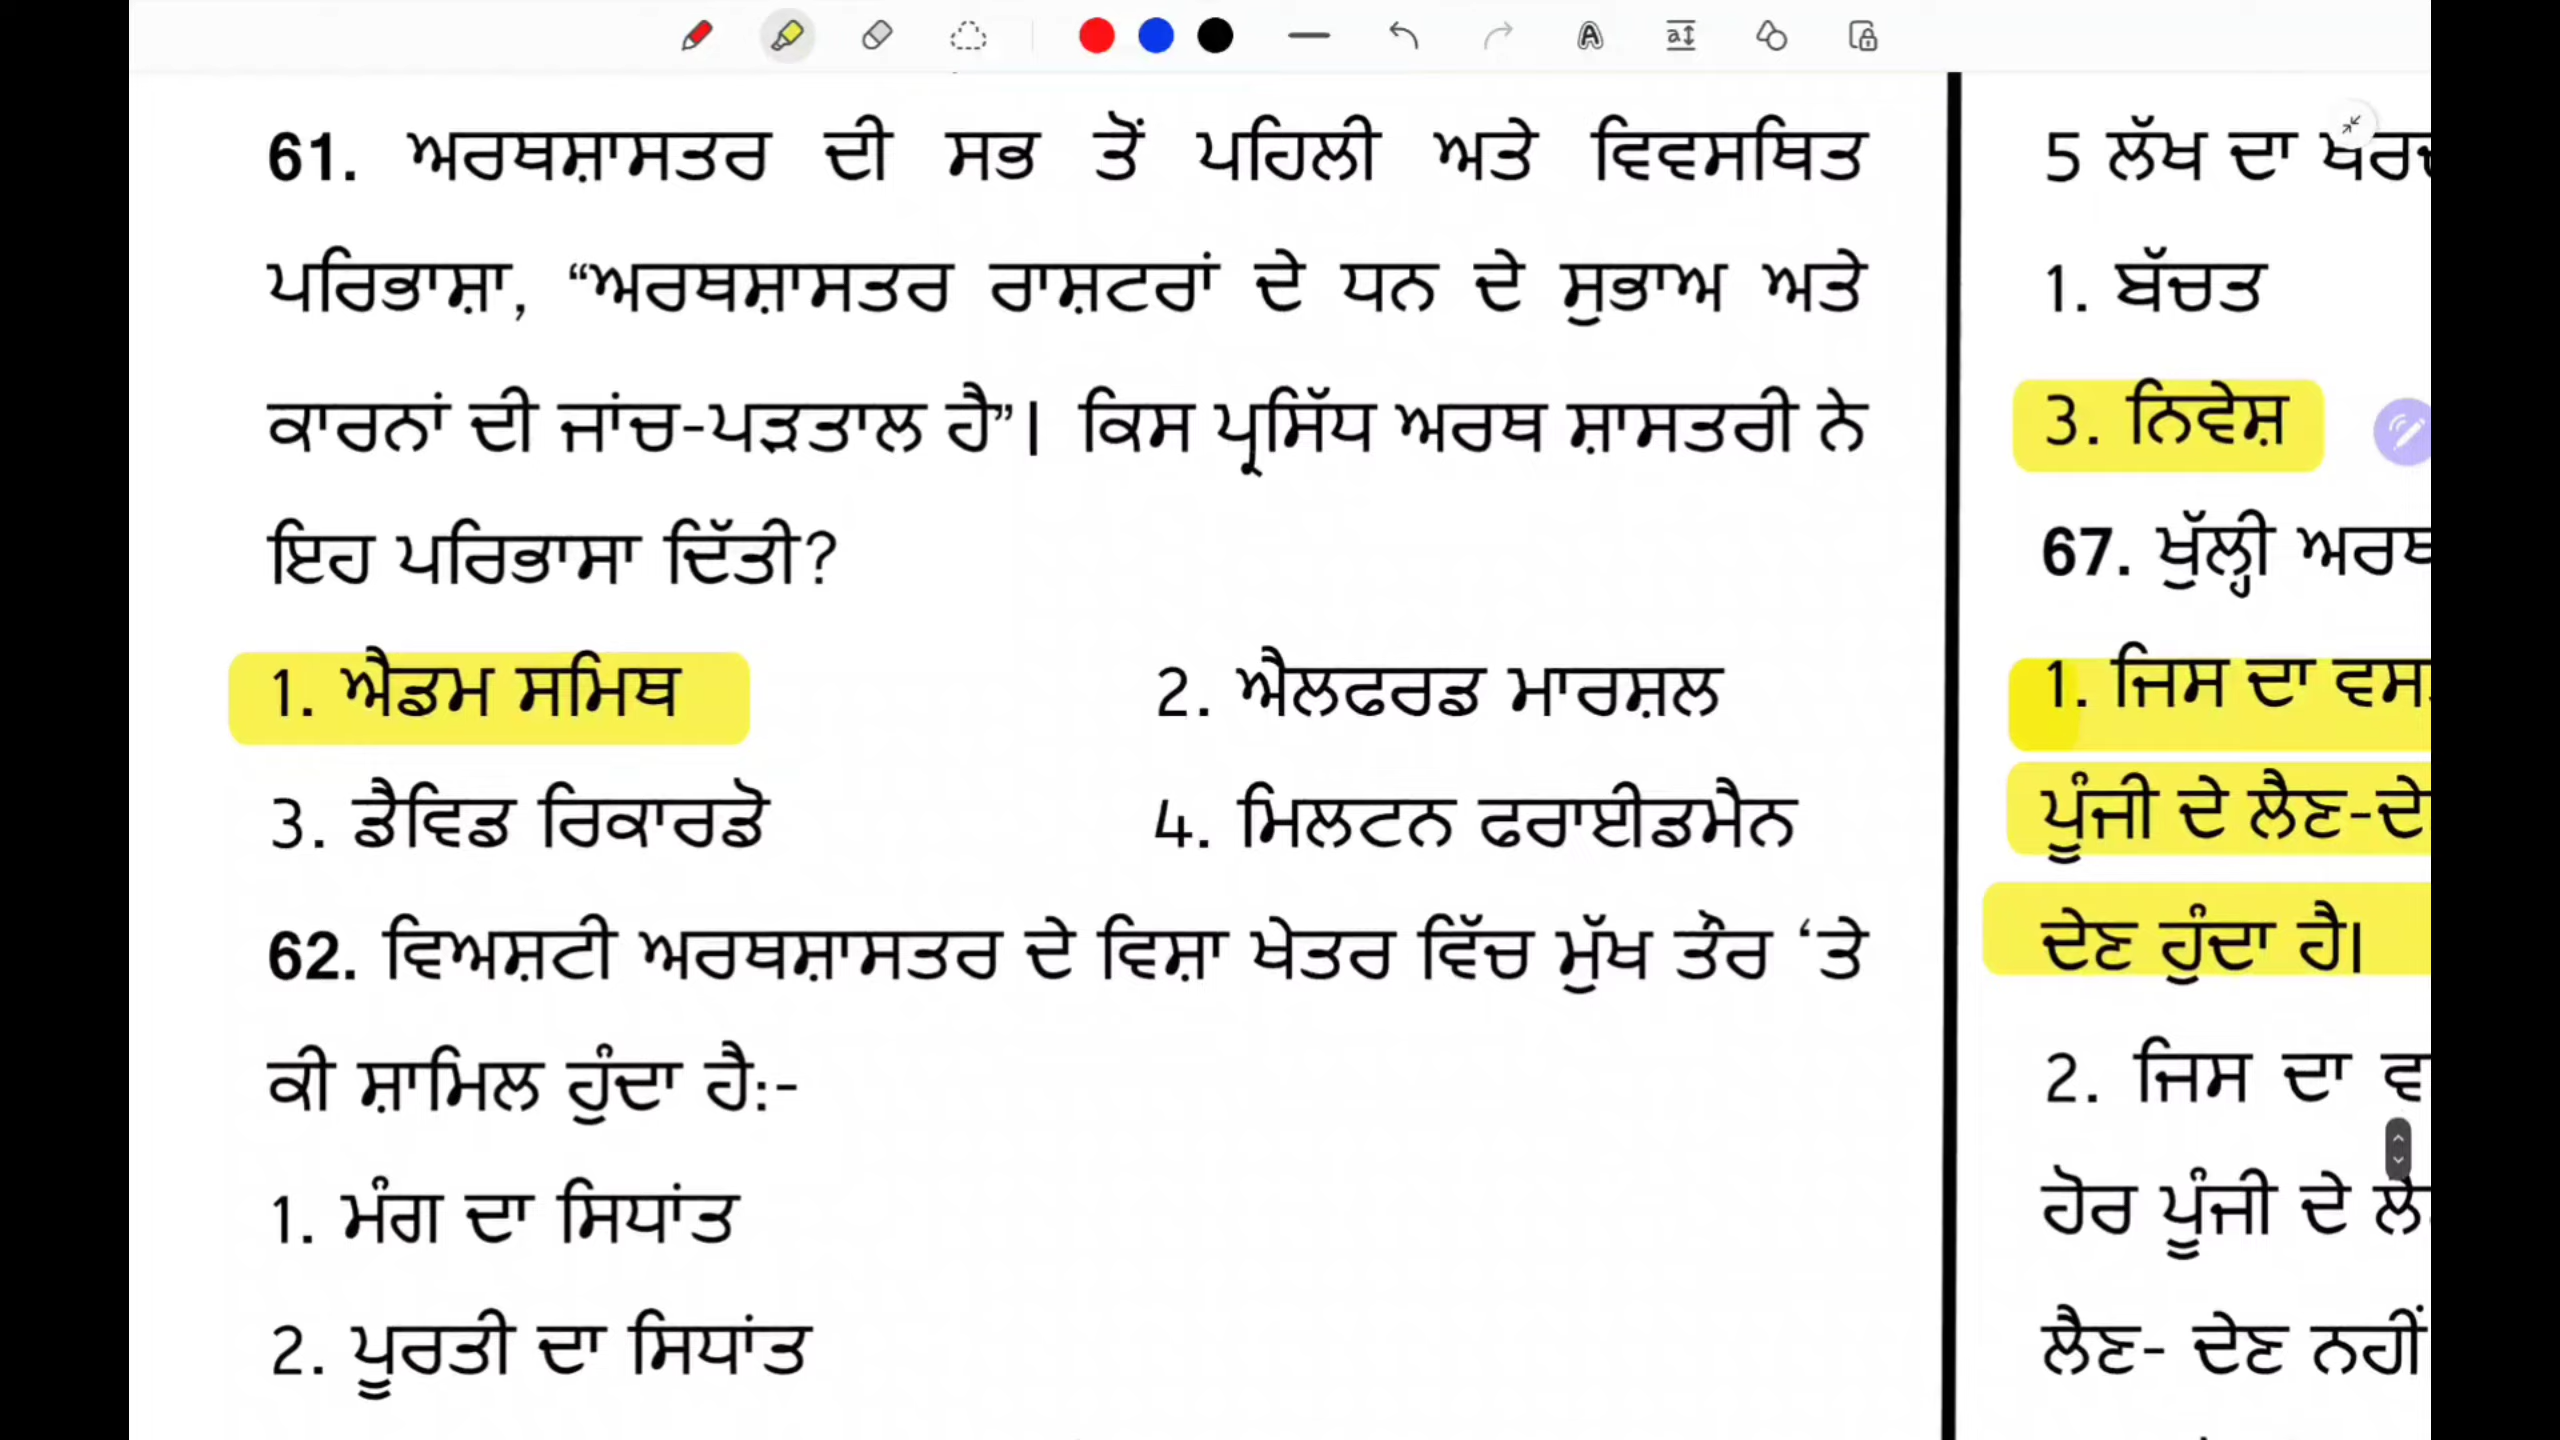 61. ਅਰਥਸ਼ਾਸਤਰ ਦੀ ਸਭ ਤੋਂ ਪਹਿਲੀ ਅਤੇ ਵਿਵਸਥਿਤ
ਪਰਿਭਾਸ਼ਾ, “ਅਰਥਸ਼ਾਸਤਰ ਰਾਸ਼ਟਰਾਂ ਦੇ ਧਨ ਦੇ ਸੁਭਾਅ ਅਤੇ
ਕਾਰਨਾਂ ਦੀ ਜਾਂਚ-ਪੜਤਾਲ ਹੈ”। ਕਿਸ ਪ੍ਰਸਿੱਧ ਅਰਥ ਸ਼ਾਸਤਰੀ ਨੇ
ਇਹ ਪਰਿਭਾਸਾ ਦਿੱਤੀ?
1. ਐਡਮ ਸਮਿਥ
2. ਐਲਫਰਡ ਮਾਰਸ਼ਲ
3. ਡੈਵਿਡ ਰਿਕਾਰਡੋ
4. ਮਿਲਟਨ ਫਰਾਈਡਮੈਨ
62. ਵਿਅਸ਼ਟੀ ਅਰਥਸ਼ਾਸਤਰ ਦੇ ਵਿਸ਼ਾ ਖੇਤਰ ਵਿੱਚ ਮੁੱਖ ਤੌਰ ‘ਤੇ
ਕੀ ਸ਼ਾਮਿਲ ਹੁੰਦਾ ਹੈ:-
1. ਮੰਗ ਦਾ ਸਿਧਾਂਤ
2. ਪੂਰਤੀ ਦਾ ਸਿਧਾਂਤ
5 ਲੱਖ ਦਾ
1. ਬੱਚਤ
3. ਨਿਵੇਸ਼
67. ਖੁੱਲ੍ਹੀ
1. ਜਿਸ ਦਾ
ਪੂੰਜੀ ਦੇ ਲੈਣ-
ਦੇਣ ਹੁੰਦਾ ਹੈ।
2. ਜਿਸ ਦਾ
ਹੋਰ ਪੂੰਜੀ ਦੇ
ਲੈਣ- ਦੇਣ ਨਹੀਂ